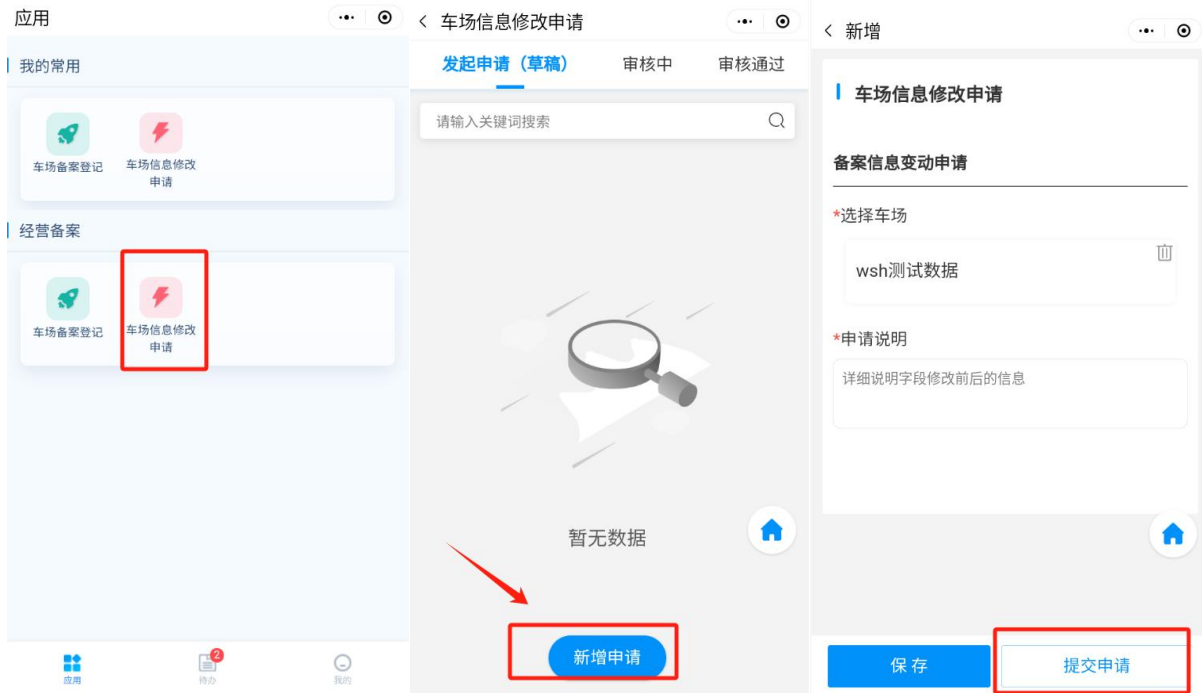 应用
我的常用
车场备案登记
车场信息修改
申请
经营备案
车场备案登记
车场信息修改
申请
应用
2
待办
我的
车场信息修改申请
发起申请（草稿）
审核中
审核通过
请输入关键词搜索
暂无数据
新增申请
新增
车场信息修改申请
备案信息变动申请
*选择车场
wsh测试数据
*申请说明
详细说明字段修改前后的信息
保存
提交申请